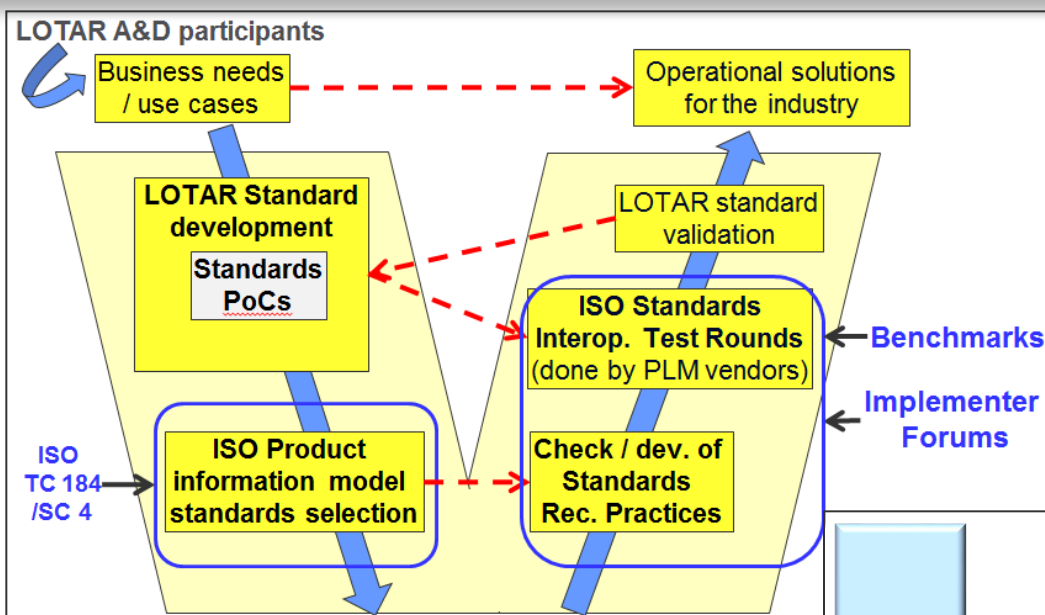 LOTAR A&D participants
Business needs
/ use cases
Operational solutions
for the industry
LOTAR Standard
development
Standards
PoCs
LOTAR standard
validation
ISO Standards
Interop. Test Rounds
(done by PLM vendors)
Benchmarks
Implementer
Forums
ISO
TC 184
/SC 4
ISO Product
information model
standards selection
Check / dev. of
Standards
Rec. Practices